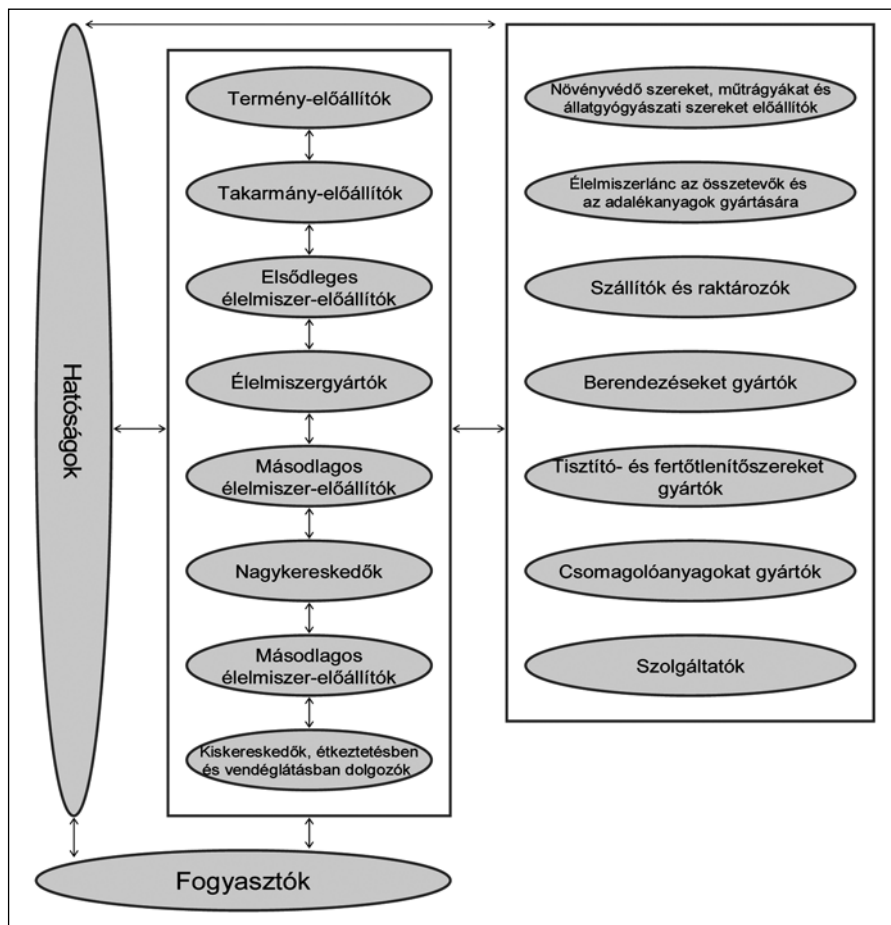 Hatóságok
Termény-előállítók
Takarmány-előállítók
Elsődleges
élelmiszer-előállítók
Élelmiszergyártók
Másodlagos
élelmiszer-előállítók
Nagykereskedők
Másodlagos
élelmiszer-előállítók
Kiskereskedők, étkeztetésben
és vendéglátásban dolgozók
Növényvédő szereket, műtrágyákat és
állatgyógyászati szereket előállítók
Élelmiszerlánc az összetevők és
az adalékanyagok gyártására
Szállítók és raktározók
Berendezéseket gyártók
Tisztító- és fertőtlenítőszereket
gyártók
Csomagolóanyagokat gyártók
Szolgáltatók
Fogyasztók